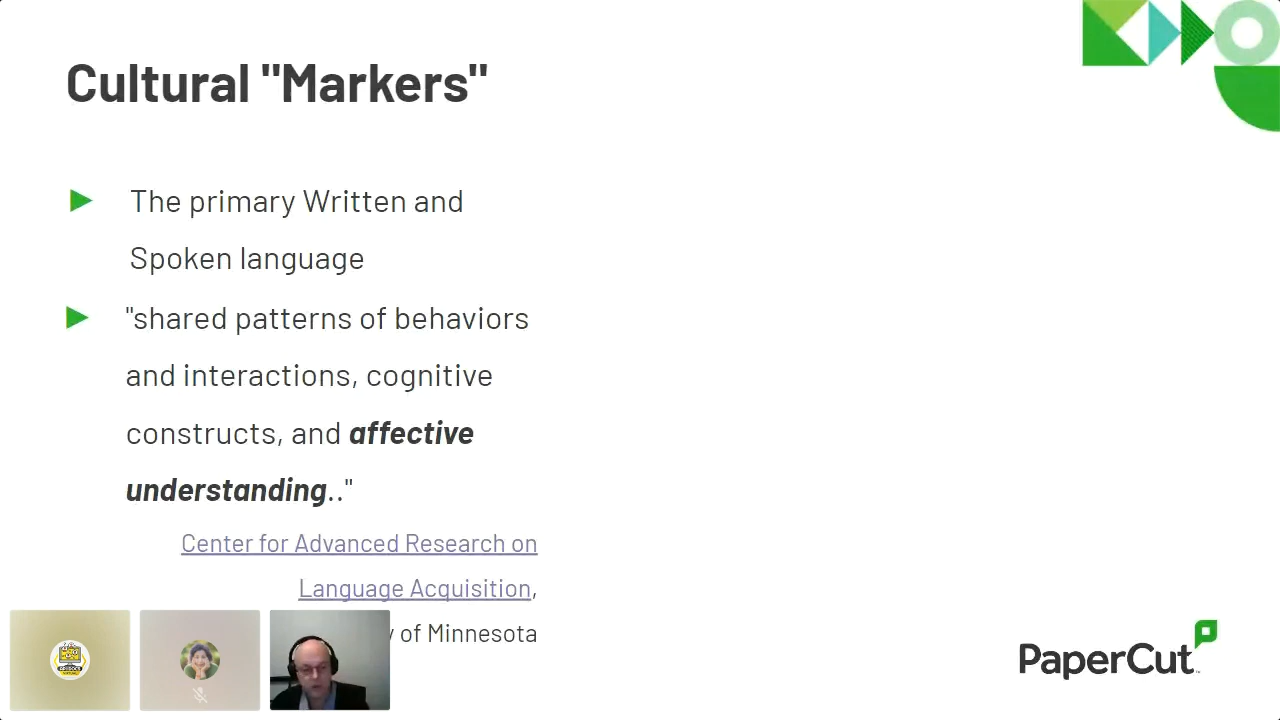 Cultural "Markers"
The primary Written and
Spoken language
"shared patterns of behaviors
and interactions, cognitive
constructs, and affective
understanding.."
Center for Advanced Research on
Language Acquisition,
of Minnesota
PaperCut™